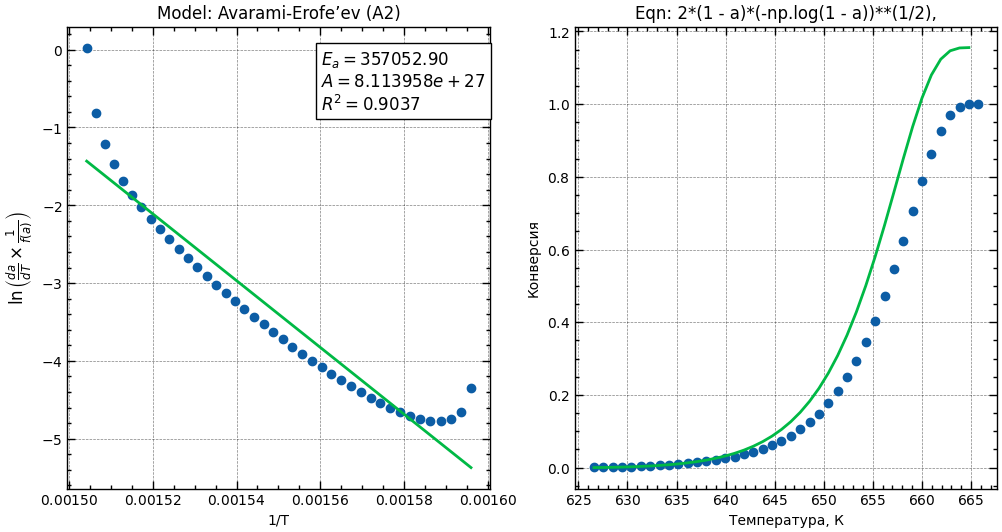 Model: Avarami-Erofe’ev (A2)
E_a = 357052.90
A = 8.113958e + 27
R² = 0.9037
0
−1
−2
−3
−4
−5
ln (da/dT × 1/f(a))
0.00150 0.00152 0.00154 0.00156 0.00158 0.00160
1/T
Eqn: 2*(1 - a)*(-np.log(1 - a))**(1/2),
1.2
1.0
0.8
0.6
0.4
0.2
0.0
Конверсия
625 630 635 640 645 650 655 660 665
Температура, К